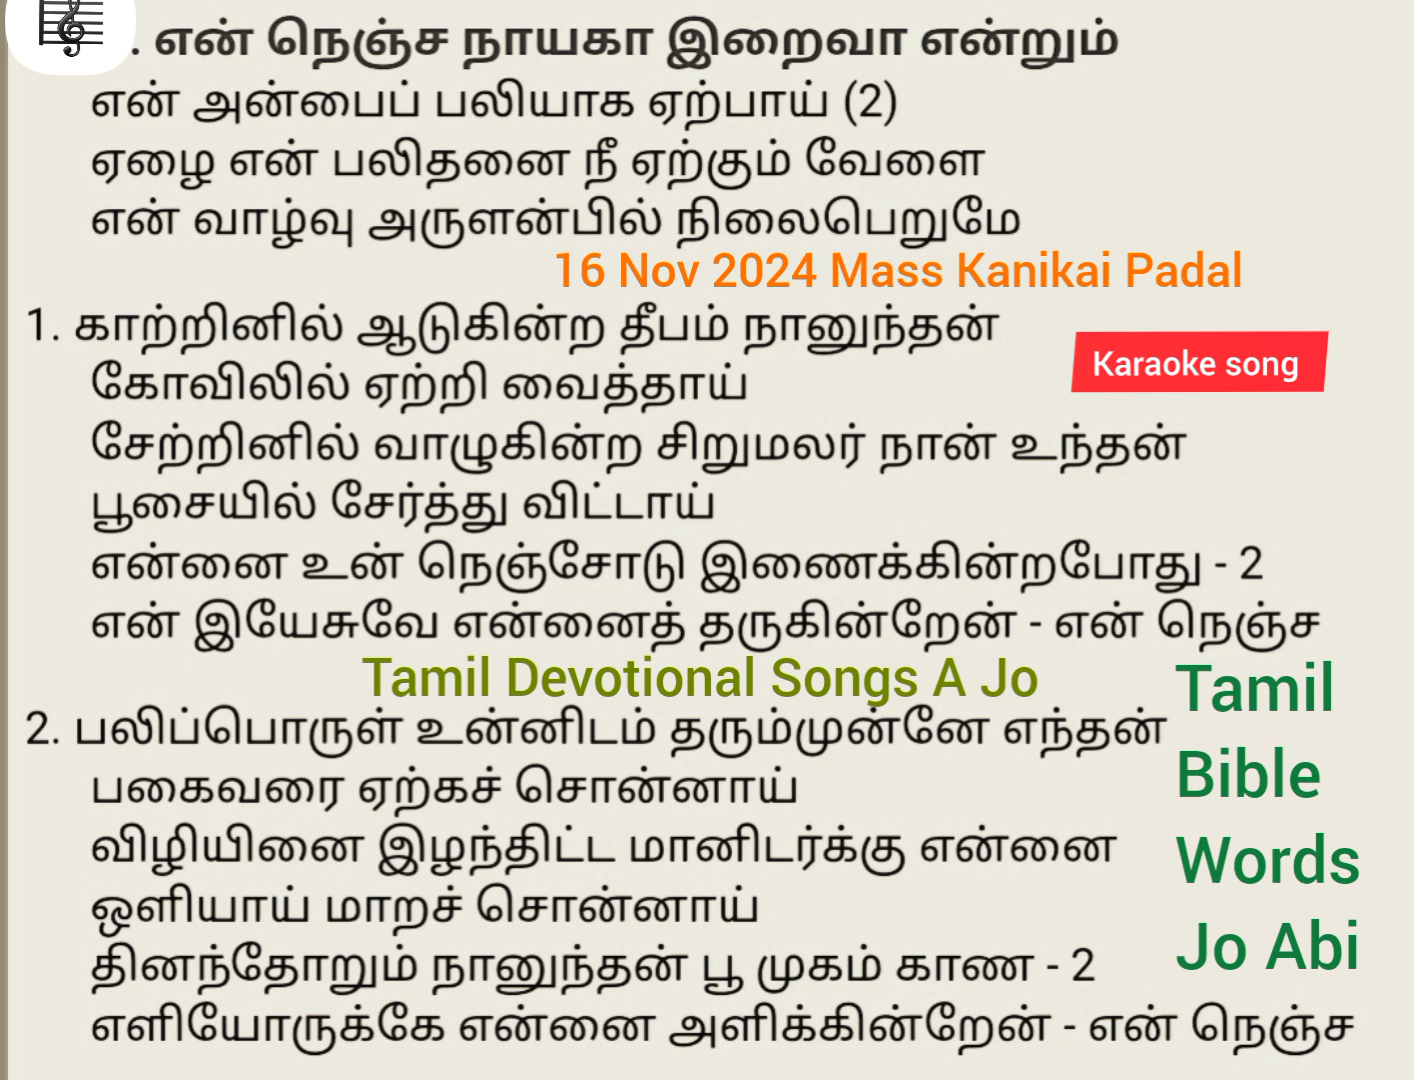 . என் நெஞ்ச நாயகா இறைவா என்றும்
என் அன்பைப் பலியாக ஏற்பாய் (2)
ஏழை என் பலிதனை நீ ஏற்கும் வேளை
என் வாழ்வு அருளன்பில் நிலைபெறுமே
16 Nov 2024 Mass Kanikai Padal
1. காற்றினில் ஆடுகின்ற தீபம் நானுந்தன்
Karaoke song
கோவிலில் ஏற்றி வைத்தாய்
சேற்றினில் வாழுகின்ற சிறுமலர் நான் உந்தன்
பூசையில் சேர்த்து விட்டாய்
என்னை உன் நெஞ்சோடு இணைக்கின்றபோது - 2
என் இயேசுவே என்னைத் தருகின்றேன் - என் நெஞ்ச
Tamil Devotional Songs A Jo
2. பலிப்பொருள் உன்னிடம் தரும்முன்னே எந்தன்
பகைவரை ஏற்கச் சொன்னாய்
விழியினை இழந்திட்ட மானிடர்க்கு என்னை
ஒளியாய் மாறச் சொன்னாய்
தினந்தோறும் நானுந்தன் பூ முகம் காண - 2
எளியோருக்கே என்னை அளிக்கின்றேன் - என் நெஞ்ச
Tamil
Bible
Words
Jo Abi